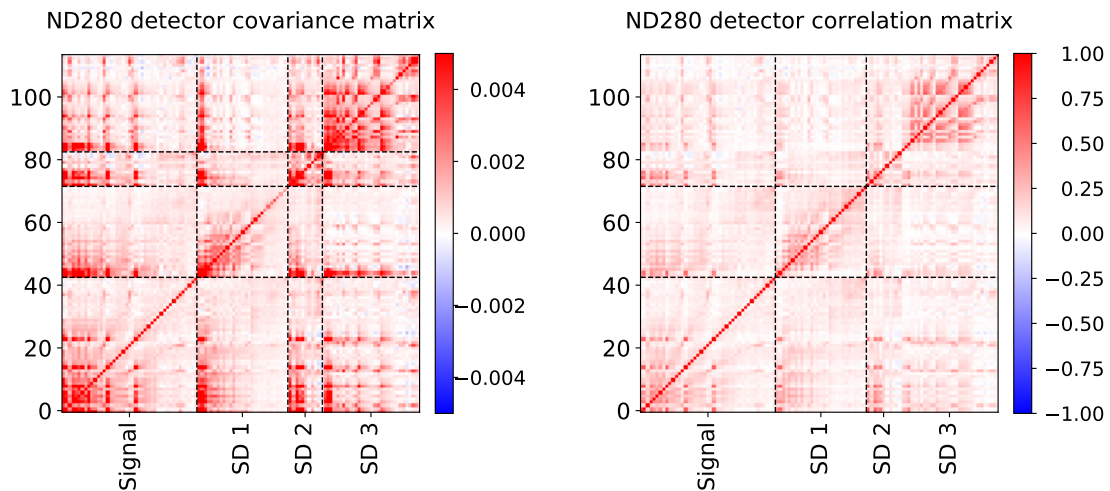 ND280 detector covariance matrix
100
80
60
40
20
0
Signal
SD 1
SD 2
SD 3
0.004
0.002
0.000
−0.002
−0.004
ND280 detector correlation matrix
100
80
60
40
20
0
Signal
SD 1
SD 2
SD 3
1.00
0.75
0.50
0.25
0.00
−0.25
−0.50
−0.75
−1.00